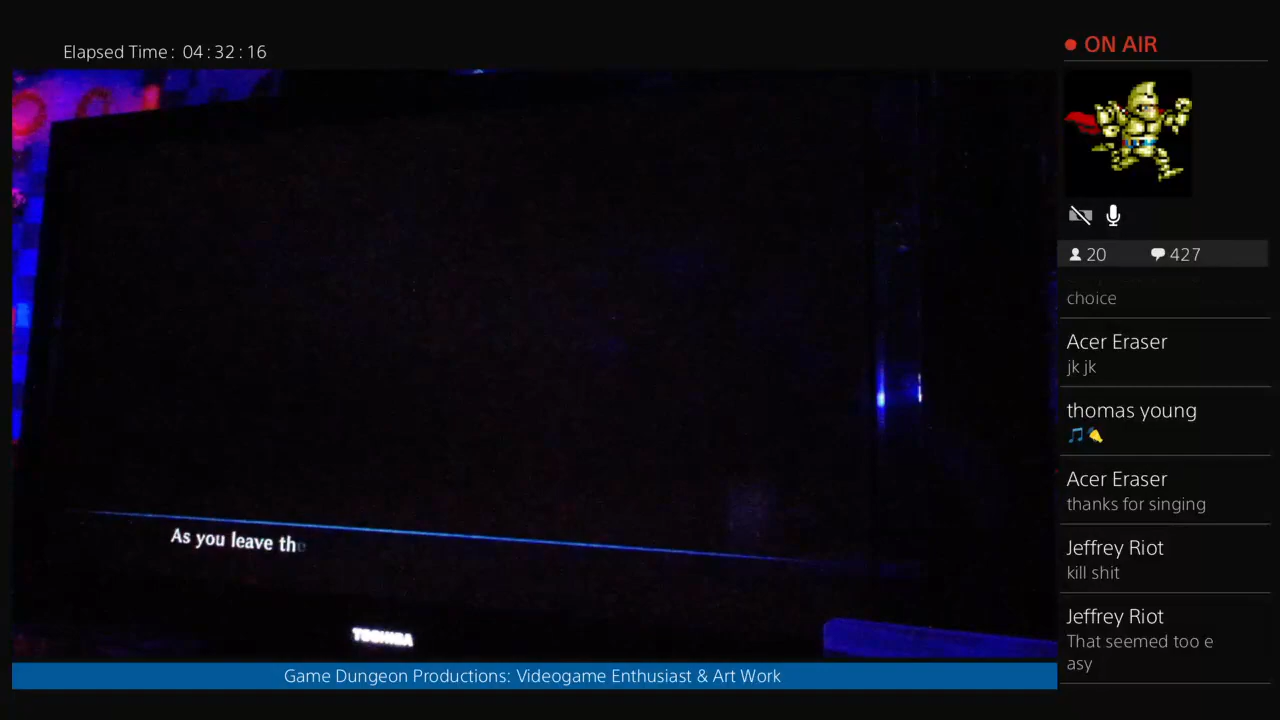 Elapsed Time: 04:32:16
ON AIR
20 427
choice
Acer Eraser
jk jk
thomas young
🎵
Acer Eraser
thanks for singing
Jeffrey Riot
kill shit
Jeffrey Riot
That seemed too e
asy
As you leave the
TOSHIBA
Game Dungeon Productions: Videogame Enthusiast & Art Work